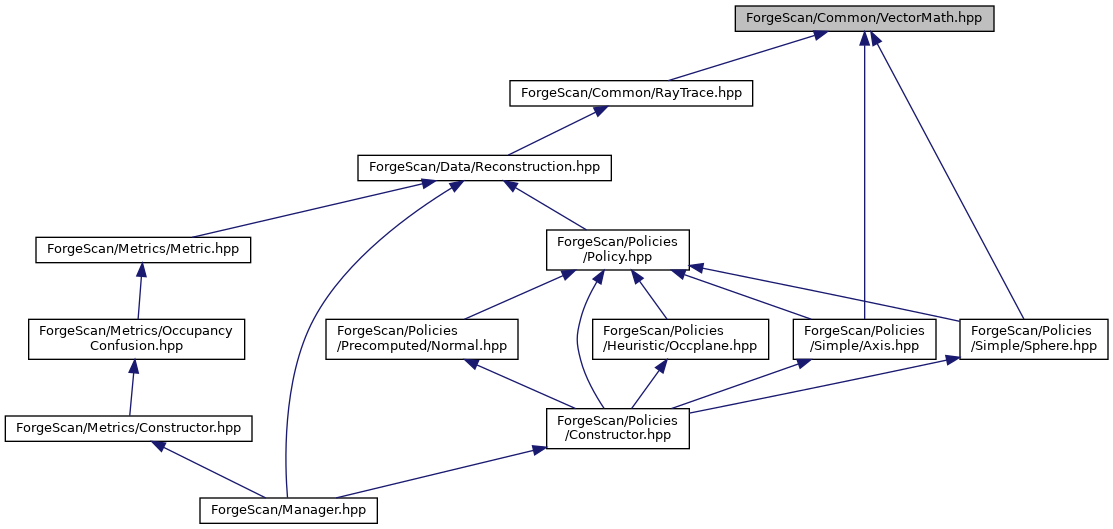 ForgeScan/Common/VectorMath.hpp
ForgeScan/Common/RayTrace.hpp
ForgeScan/Data/Reconstruction.hpp
ForgeScan/Metrics/Metric.hpp
ForgeScan/Policies
/Policy.hpp
ForgeScan/Metrics/Occupancy
Confusion.hpp
ForgeScan/Policies
/Precomputed/Normal.hpp
ForgeScan/Policies
/Heuristic/Occplane.hpp
ForgeScan/Policies
/Simple/Axis.hpp
ForgeScan/Policies
/Simple/Sphere.hpp
ForgeScan/Metrics/Constructor.hpp
ForgeScan/Policies
/Constructor.hpp
ForgeScan/Manager.hpp